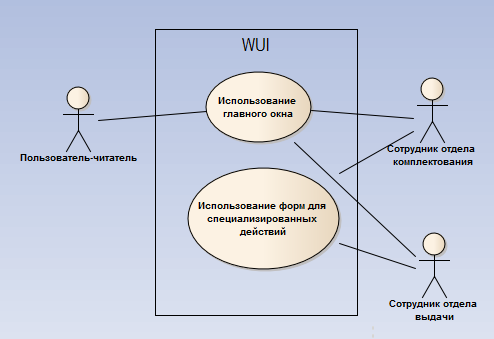 WUI
Использование
главного окна
Пользователь-читатель
Сотрудник отдела
комплектования
Использование форм для
специализированных
действий
Сотрудник отдела
выдачи